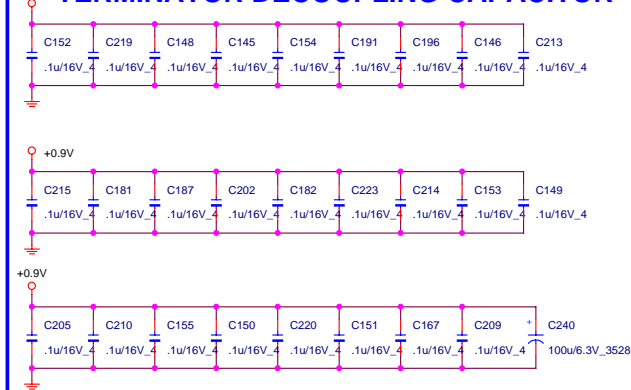 TERMINATOR DECOUPLING CAPACITOR
C152 C219 C148 C145 C154 C191 C196 C146 C213
.1u/16V_4 .1u/16V_4 .1u/16V_4 .1u/16V_4 .1u/16V_4 .1u/16V_4 .1u/16V_4 .1u/16V_4 .1u/16V_4
+0.9V
C215 C181 C187 C202 C182 C223 C214 C153 C149
.1u/16V_4 .1u/16V_4 .1u/16V_4 .1u/16V_4 .1u/16V_4 .1u/16V_4 .1u/16V_4 .1u/16V_4 .1u/16V_4
+0.9V
C205 C210 C155 C150 C220 C151 C167 C209 + C240
.1u/16V_4 .1u/16V_4 .1u/16V_4 .1u/16V_4 .1u/16V_4 .1u/16V_4 .1u/16V_4 .1u/16V_4 100u/6.3V_3528